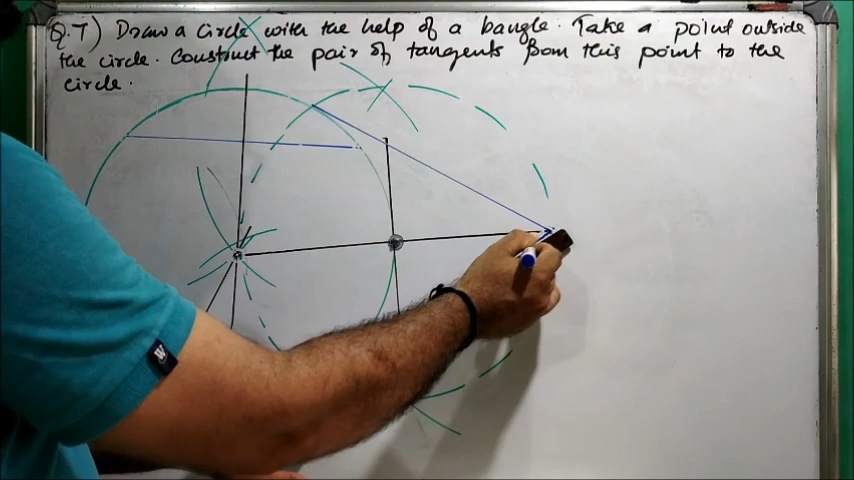 Q.7) Draw a Circle with the help of a bangle. Take a point outside
the circle. Construct the pair of tangents from this point to the
circle.
W